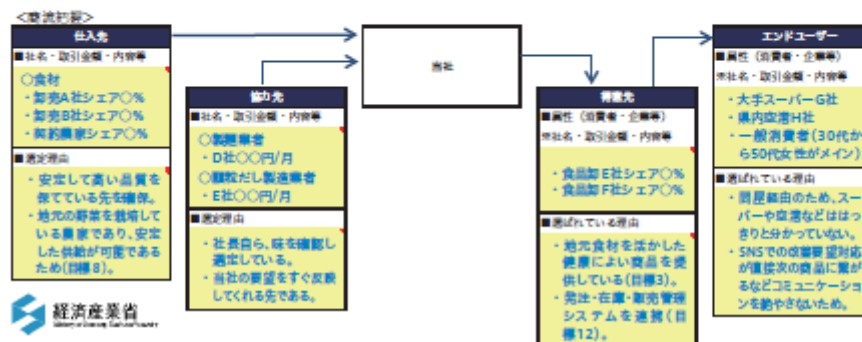 <商流把握>
仕入先
■社名・取引金額・内容等
○食材
・卸売A社シェア○%
・卸売B社シェア○%
・契約農家シェア○%
■選定理由
・安定して高い品質を
保てている先を確保。
・地元の野菜を栽培して
いる農家であり、安定
した供給が可能である
ため(目標8)。
協力先
■社名・取引金額・内容等
○製麺業者
・D社○○円/月
○顆粒だし製造業者
・E社○○円/月
■選定理由
・社長自ら、味を確認し
選定している。
・当社の要望をすぐ反映
してくれる先である。
当社
得意先
■属性(消費者・企業等)
※社名・取引金額・内容等
・食品卸E社シェア○%
・食品卸F社シェア○%
■選ばれている理由
・地元食材を活かした
健康によい商品を提
供している(目標3)。
・発注・在庫・販売管理
システムを連携(目
標12)。
エンドユーザー
■属性(消費者・企業等)
※社名・取引金額・内容等
・大手スーパーG社
・県内空港H社
・一般消費者(30代か
ら50代女性がメイン)
■選ばれている理由
・問屋経由のため、スー
パーや空港などははっ
きりと分かっていない。
・SNSでの改善要望対応
が直接次の商品に繋が
るなどコミュニケーショ
ンを絶やさないため。
経済産業省
Ministry of Economy, Trade and Industry